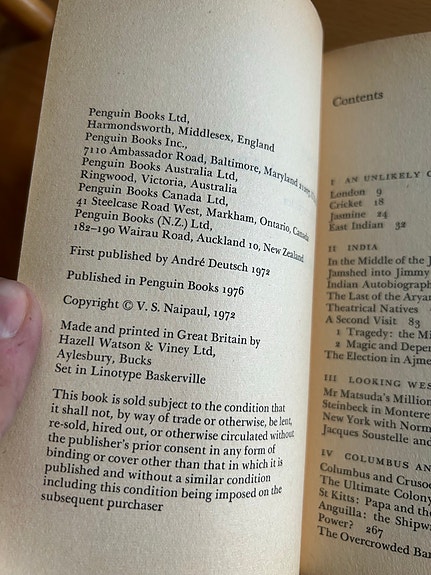 Penguin Books Ltd,
Harmondsworth, Middlesex, England
Penguin Books Inc.,
7110 Ambassador Road, Baltimore, Maryland
Penguin Books Australia Ltd,
Ringwood, Victoria, Australia
Penguin Books Canada Ltd,
41 Steelcase Road West, Markham, Ontario, Canada
Penguin Books (N.Z.) Ltd,
182–190 Wairau Road, Auckland 10, New Zealand
First published by André Deutsch 1972
Published in Penguin Books 1976
Copyright © V. S. Naipaul, 1972
Made and printed in Great Britain by
Hazell Watson & Viney Ltd,
Aylesbury, Bucks
Set in Linotype Baskerville
This book is sold subject to the condition that
it shall not, by way of trade or otherwise, be lent,
re-sold, hired out, or otherwise circulated without
the publisher's prior consent in any form of
binding or cover other than that in which it is
published and without a similar condition
including this condition being imposed on the
subsequent purchaser
Contents
I AN UNLIKELY
London 9
Cricket 18
Jasmine 24
East Indian 32
II INDIA
In the Middle of the
Jamshed into Jimmy
Indian Autobiograph
The Last of the Aryan
Theatrical Natives
A Second Visit 83
1 Tragedy: the Mi
2 Magic and Depen
The Election in Ajme
III LOOKING WES
Mr Matsuda's Million
Steinbeck in Montere
New York with Norm
Jacques Soustelle and
IV COLUMBUS AN
Columbus and Crusoe
The Ultimate Colony
St Kitts: Papa and the
Anguilla: the Shipw
Power? 267
The Overcrowded Bar